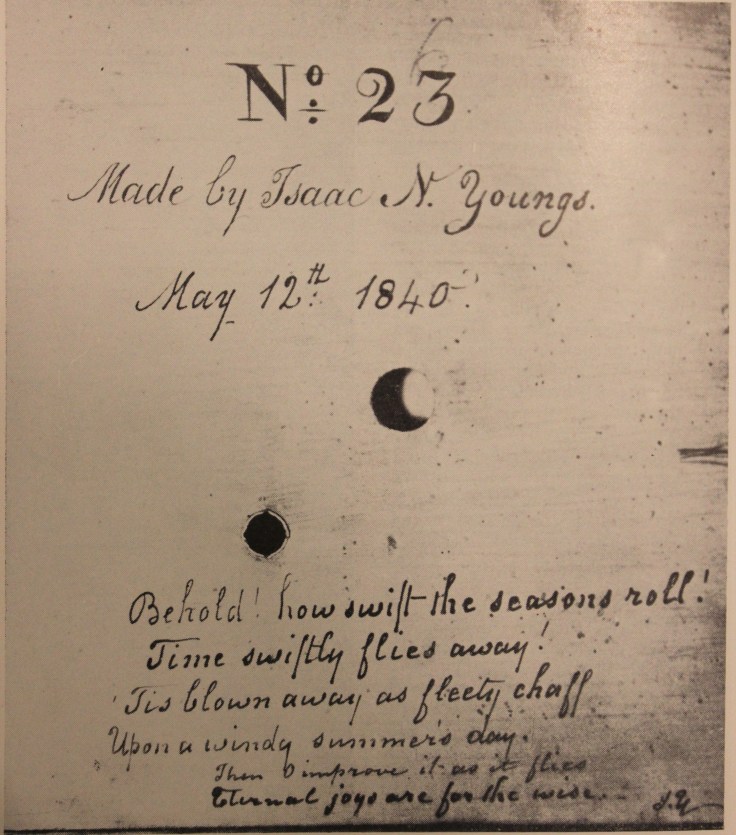 No 23
Made by Isaac N. Youngs.
May 12th 1840.
Behold! how swift the seasons roll!
Time swiftly flies away!
'Tis blown away as fleety chaff
Upon a windy summer's day.
Then O improve it as it flies
Eternal joys are for the wise.
I.Y.